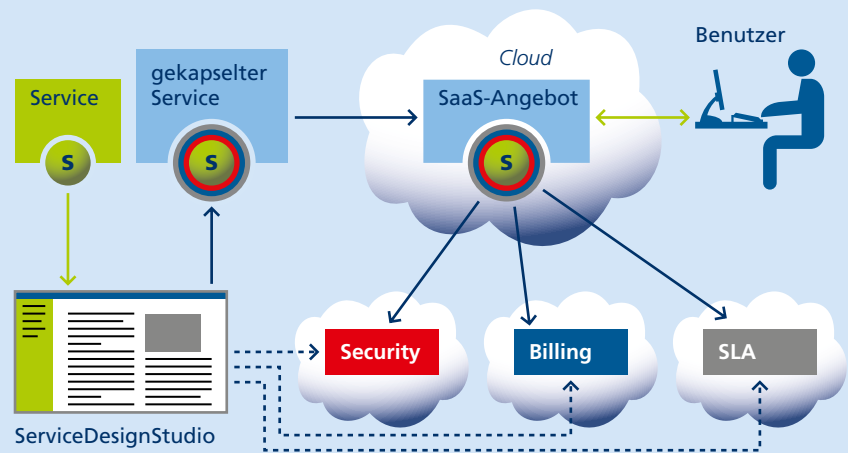 Cloud
Benutzer
gekapselter
Service
Service
SaaS-Angebot
S
S
S
Security
Billing
SLA
ServiceDesignStudio